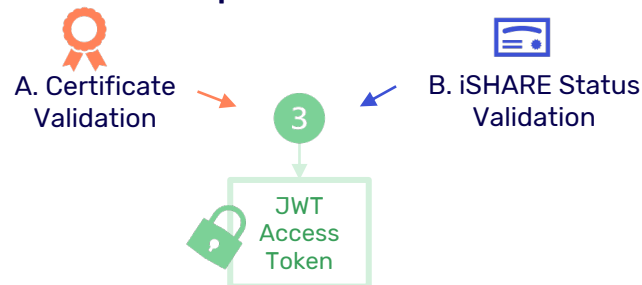 A. Certificate
Validation
B. iSHARE Status
Validation
3
JWT
Access
Token